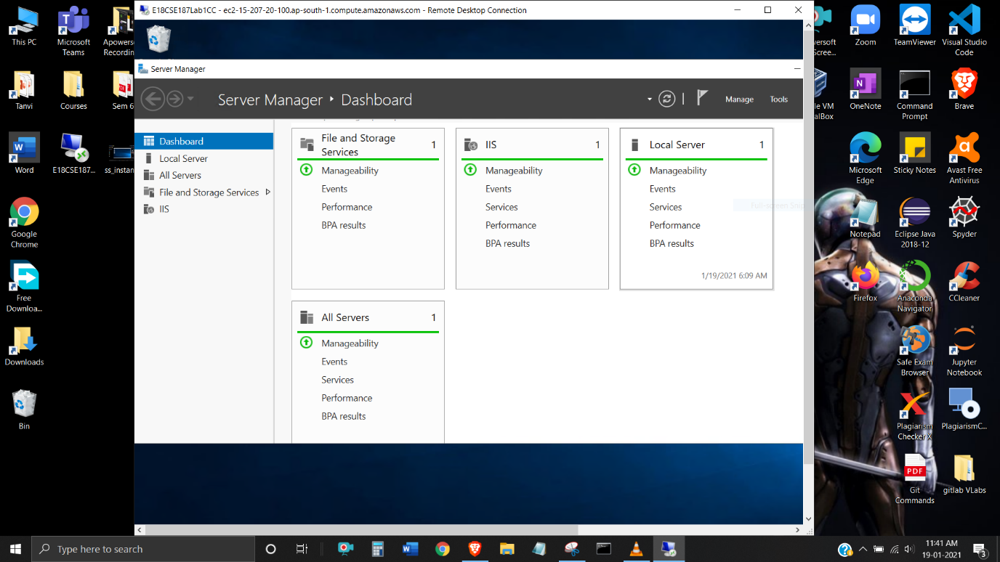 E18CSE187Lab1CC - ec2-15-207-20-100.ap-south-1.compute.amazonaws.com - Remote Desktop Connection
Server Manager
Server Manager
Dashboard
Manage
Tools
Dashboard
Local Server
All Servers
File and Storage Services
IIS
File and Storage
Services
1
Manageability
Events
Performance
BPA results
IIS
1
Manageability
Events
Services
Performance
BPA results
Local Server
1
Manageability
Events
Services
Performance
BPA results
1/19/2021 6:09 AM
All Servers
1
Manageability
Events
Services
Performance
BPA results
This PC
Microsoft
Teams
Apowers
Recordin
Tanvi
Courses
Sem 6
Word
E18CSE187...
ss_instan
Google
Chrome
Free
Downloa...
Downloads
Bin
versoft
Scree...
Zoom
TeamViewer
Visual Studio
Code
le VM
alBox
OneNote
Command
Prompt
Brave
Microsoft
Edge
Sticky Notes
Avast Free
Antivirus
Full-screen Snip
Notepad
Eclipse Java
2018-12
Spyder
Firefox
Anaconda
Navigator
CCleaner
Safe Exam
Browser
Jupyter
Notebook
Plagiarism
Checker X
PlagiarismC...
PDF
Git
Commands
gitlab VLabs
Type here to search
11:41 AM
19-01-2021
3